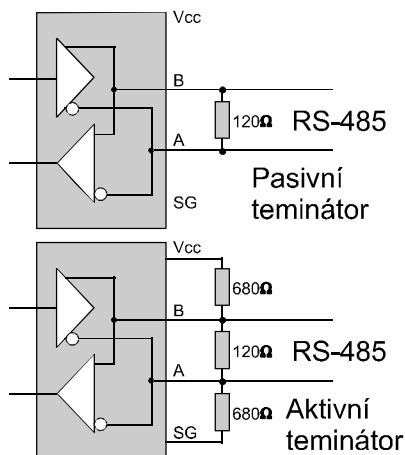 Vcc
B
120Ω RS-485
A
Pasivní
teminátor
SG
Vcc
680Ω
B
120Ω RS-485
A
680Ω Aktivní
SG teminátor